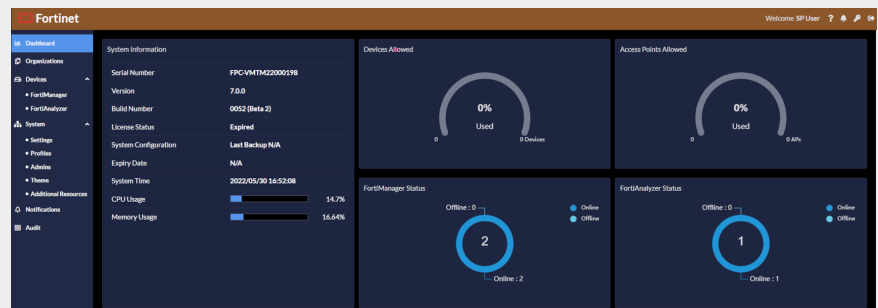 Fortinet
Welcome SP User
Dashboard
Organizations
Devices
FortiManager
FortiAnalyzer
System
Settings
Profiles
Admins
Theme
Additional Resources
Notifications
Audit
System Information
Serial Number FPC-VMTM22000198
Version 7.0.0
Build Number 0052 (Beta 2)
License Status Expired
System Configuration Last Backup N/A
Expiry Date N/A
System Time 2022/05/30 16:52:08
CPU Usage 14.7%
Memory Usage 16.64%
Devices Allowed
0%
Used
0 0 Devices
Access Points Allowed
0%
Used
0 0 APs
FortiManager Status
Offline : 0
Online
Offline
2
Online : 2
FortiAnalyzer Status
Offline : 0
Online
Offline
1
Online : 1